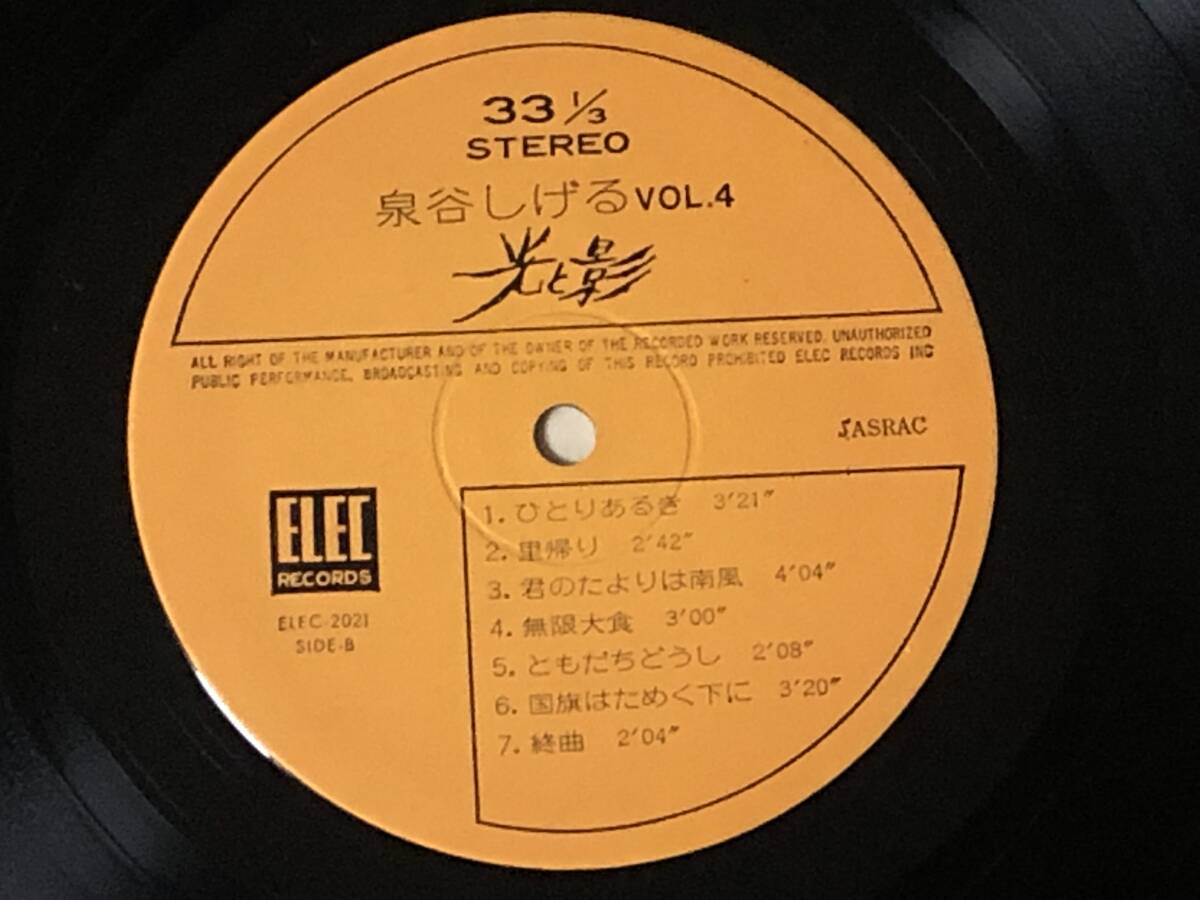 33 1/3
STEREO
泉谷しげるVOL.4
光と影
ALL RIGHT OF THE MANUFACTURER AND OF THE OWNER OF THE RECORDED WORK RESERVED. UNAUTHORIZED
PUBLIC PERFORMANCE, BROADCASTING AND COPYING OF THIS RECORD PROHIBITED ELEC RECORDS INC
JASRAC
ELEC
RECORDS
ELEC-2021
SIDE-B
1. ひとりあるき 3'21"
2. 里帰り 2'42"
3. 君のたよりは南風 4'04"
4. 無限大食 3'00"
5. ともだちどうし 2'08"
6. 国旗はためく下に 3'20"
7. 終曲 2'04"